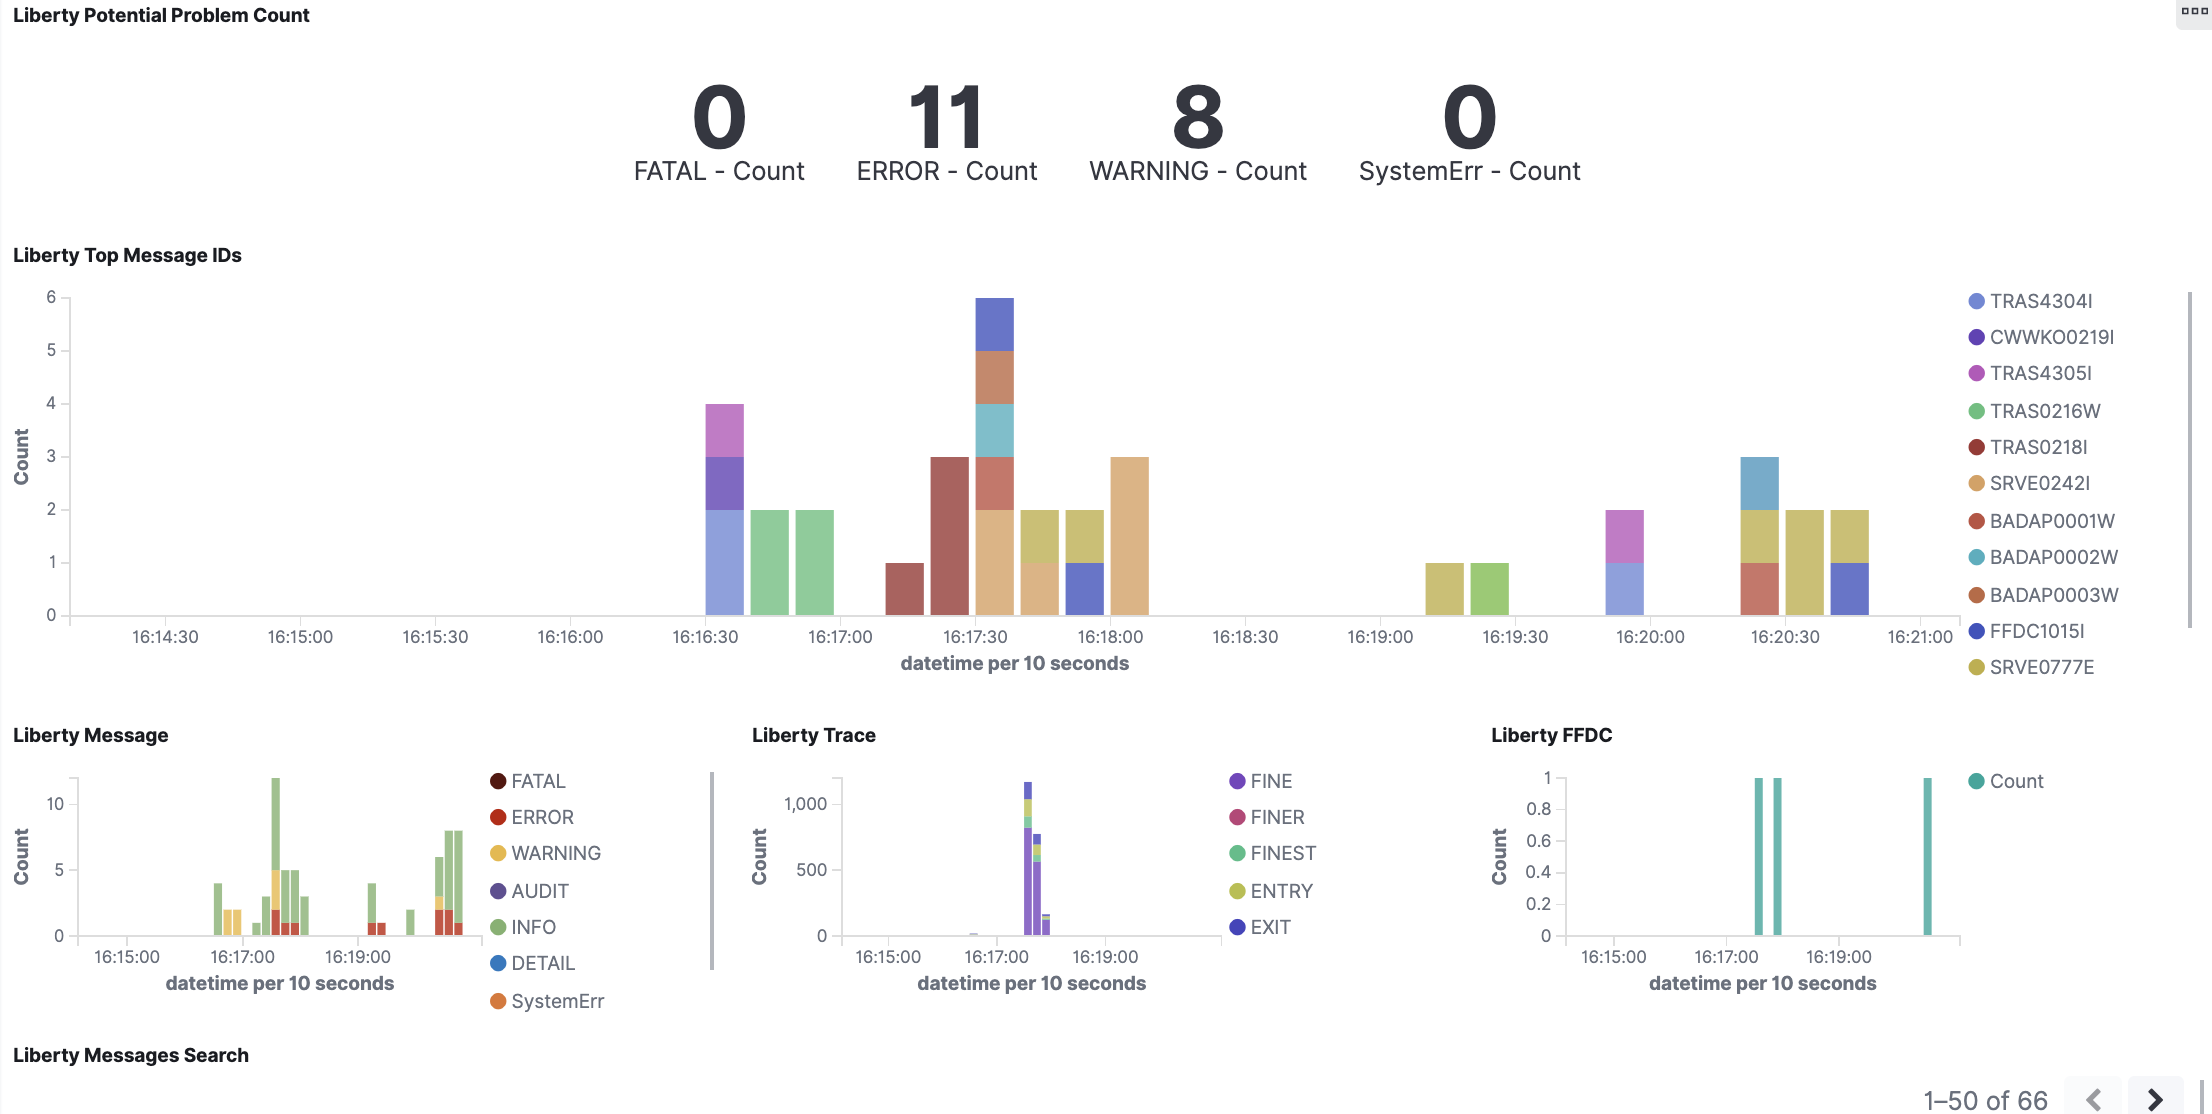 Liberty Potential Problem Count
0 11 8 0
FATAL - Count ERROR - Count WARNING - Count SystemErr - Count
Liberty Top Message IDs
6
5
4
3
2
1
0
Count
16:14:30 16:15:00 16:15:30 16:16:00 16:16:30 16:17:00 16:17:30 16:18:00 16:18:30 16:19:00 16:19:30 16:20:00 16:20:30 16:21:00
datetime per 10 seconds
TRAS4304I
CWWKO0219I
TRAS4305I
TRAS0216W
TRAS0218I
SRVE0242I
BADAP0001W
BADAP0002W
BADAP0003W
FFDC1015I
SRVE0777E
Liberty Message
10
5
0
Count
16:15:00 16:17:00 16:19:00
datetime per 10 seconds
FATAL
ERROR
WARNING
AUDIT
INFO
DETAIL
SystemErr
Liberty Trace
1,000
500
0
Count
16:15:00 16:17:00 16:19:00
datetime per 10 seconds
FINE
FINER
FINEST
ENTRY
EXIT
Liberty FFDC
1
0.8
0.6
0.4
0.2
0
Count
16:15:00 16:17:00 16:19:00
datetime per 10 seconds
Count
Liberty Messages Search
1–50 of 66